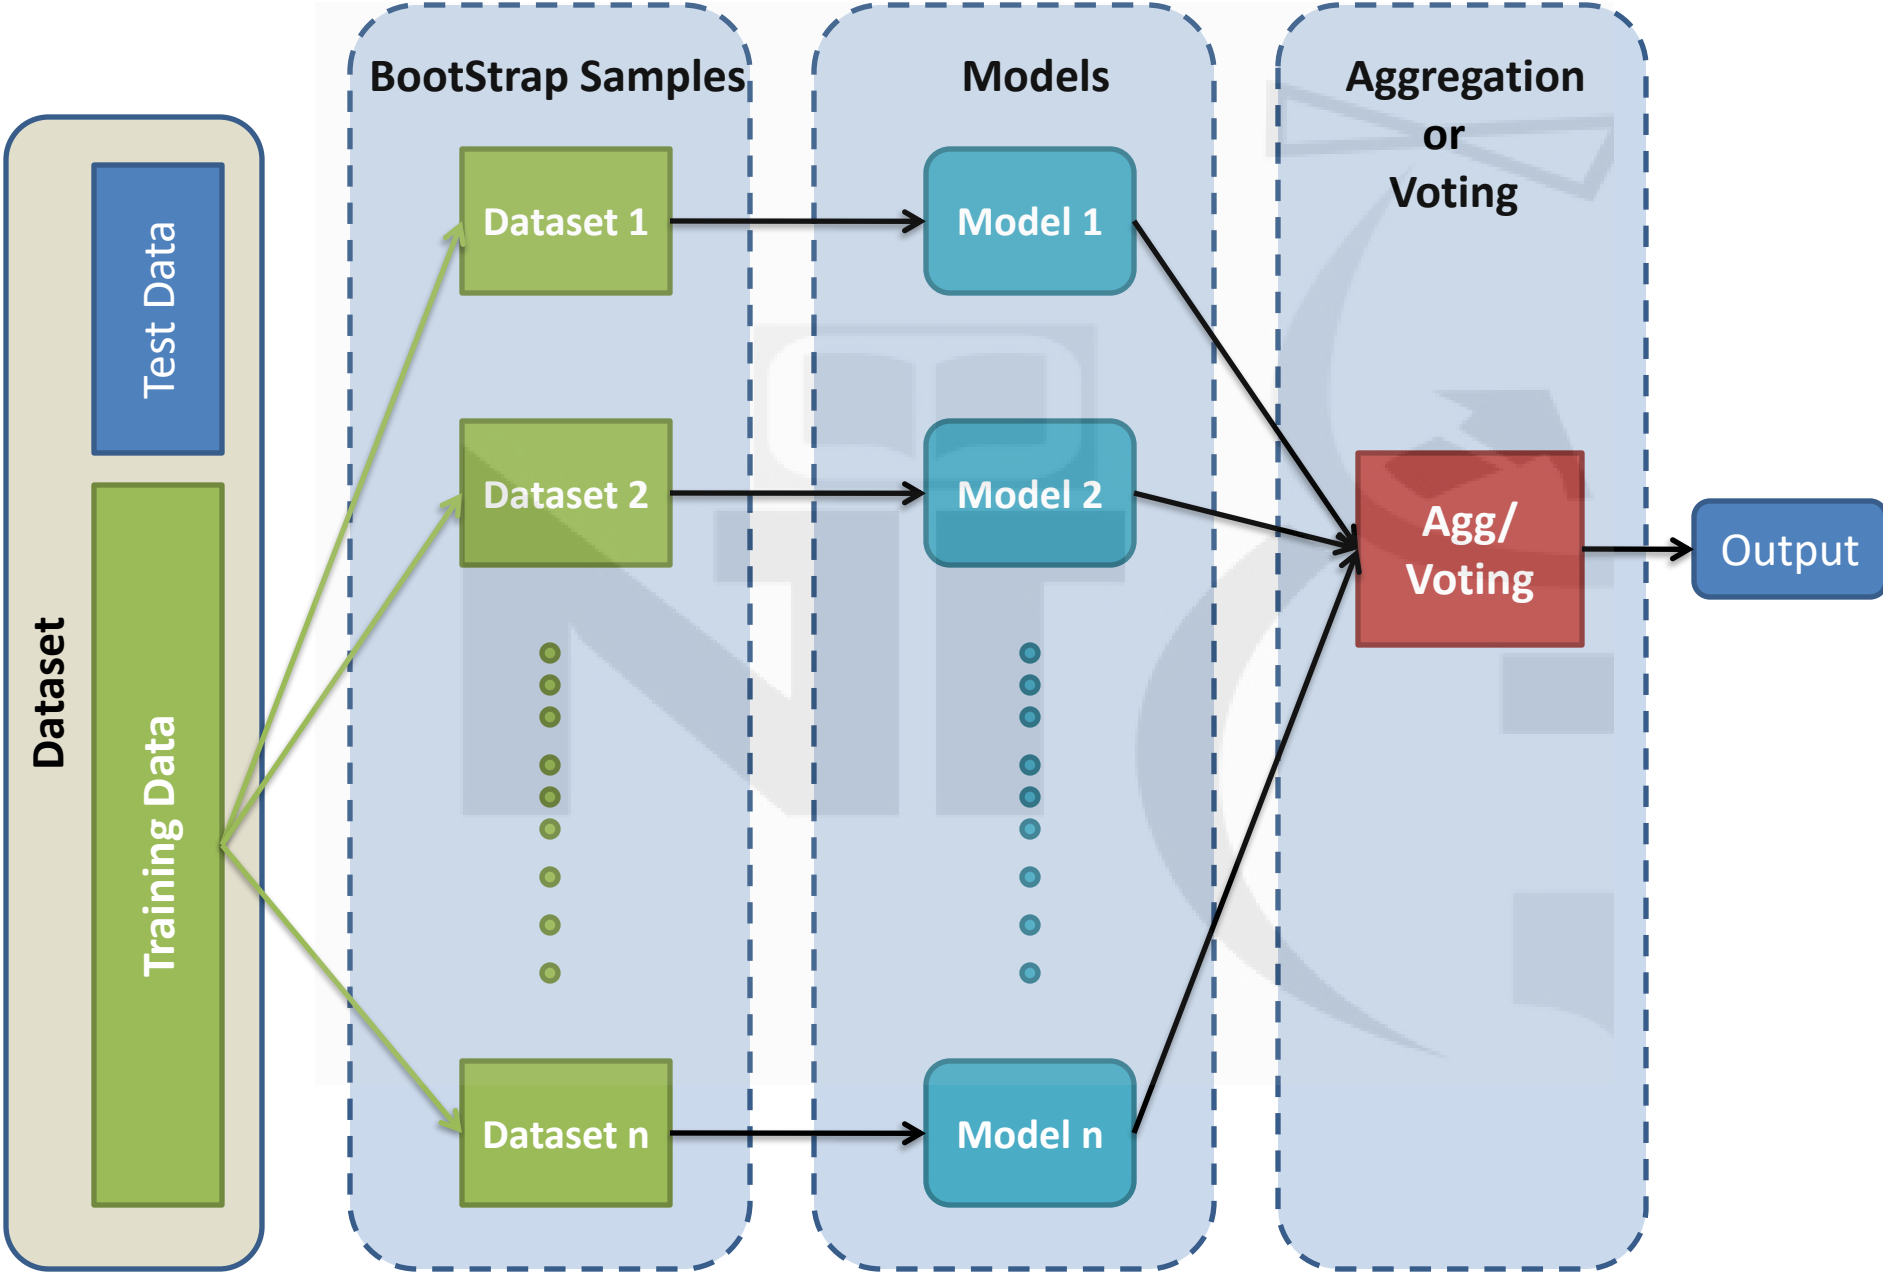 Dataset
Test Data
Training Data
BootStrap Samples
Dataset 1
Dataset 2
Dataset n
Models
Model 1
Model 2
Model n
Aggregation
or
Voting
Agg/
Voting
Output